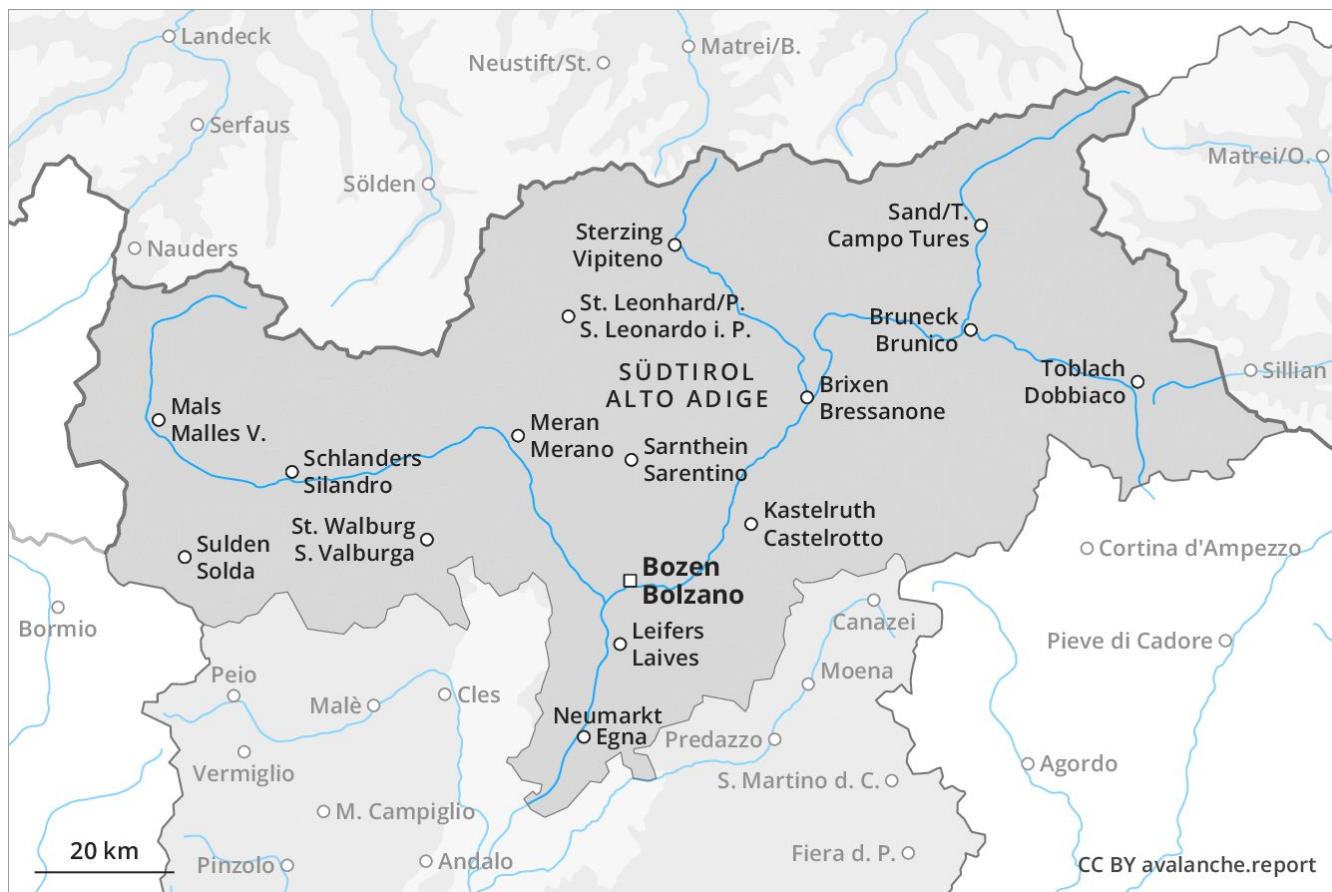 Landeck
Neustift/St.
Matrei/B.
Serfaus
Matrei/O.
Sölden
Nauders
Sterzing
Vipiteno
Sand/T.
Campo Tures
St. Leonhard/P.
S. Leonardo i. P.
Bruneck
Brunico
SÜDTIROL
ALTO ADIGE
Toblach
Dobbiaco
Sillian
Brixen
Bressanone
Mals
Malles V.
Meran
Merano
Sarnthein
Sarentino
Schlanders
Silandro
St. Walburg
S. Valburga
Kastelruth
Castelrotto
Sulden
Solda
Cortina d'Ampezzo
Bozen
Bolzano
Bormio
Leifers
Laives
Canazei
Pieve di Cadore
Peio
Malè
Cles
Moena
Neumarkt
Egna
Predazzo
Vermiglio
Agordo
S. Martino d. C.
M. Campiglio
20 km
Pinzolo
Andalo
Fiera d. P.
CC BY avalanche.report